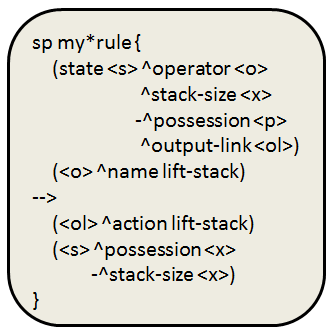 sp my*rule {
(state <s> ^operator <o>
^stack-size <x>
-^possession <p>
^output-link <ol>)
(<o> ^name lift-stack)
-->
(<ol> ^action lift-stack)
(<s> ^possession <x>
-^stack-size <x>)
}